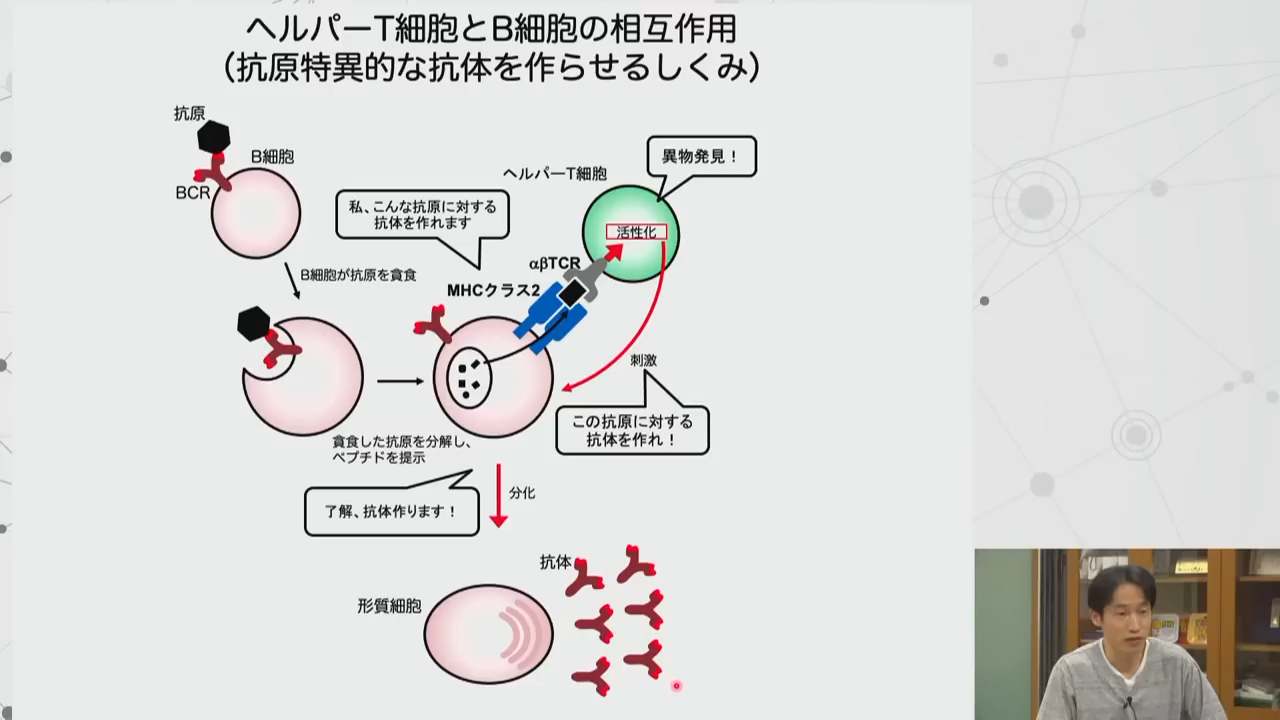 ヘルパーT細胞とB細胞の相互作用
（抗原特異的な抗体を作らせるしくみ）
抗原
B細胞
BCR
異物発見！
ヘルパーT細胞
私、こんな抗原に対する
抗体を作れます
活性化
αβTCR
B細胞が抗原を貪食
MHCクラス2
刺激
この抗原に対する
抗体を作れ！
貪食した抗原を分解し、
ペプチドを提示
分化
了解、抗体作ります！
抗体
形質細胞